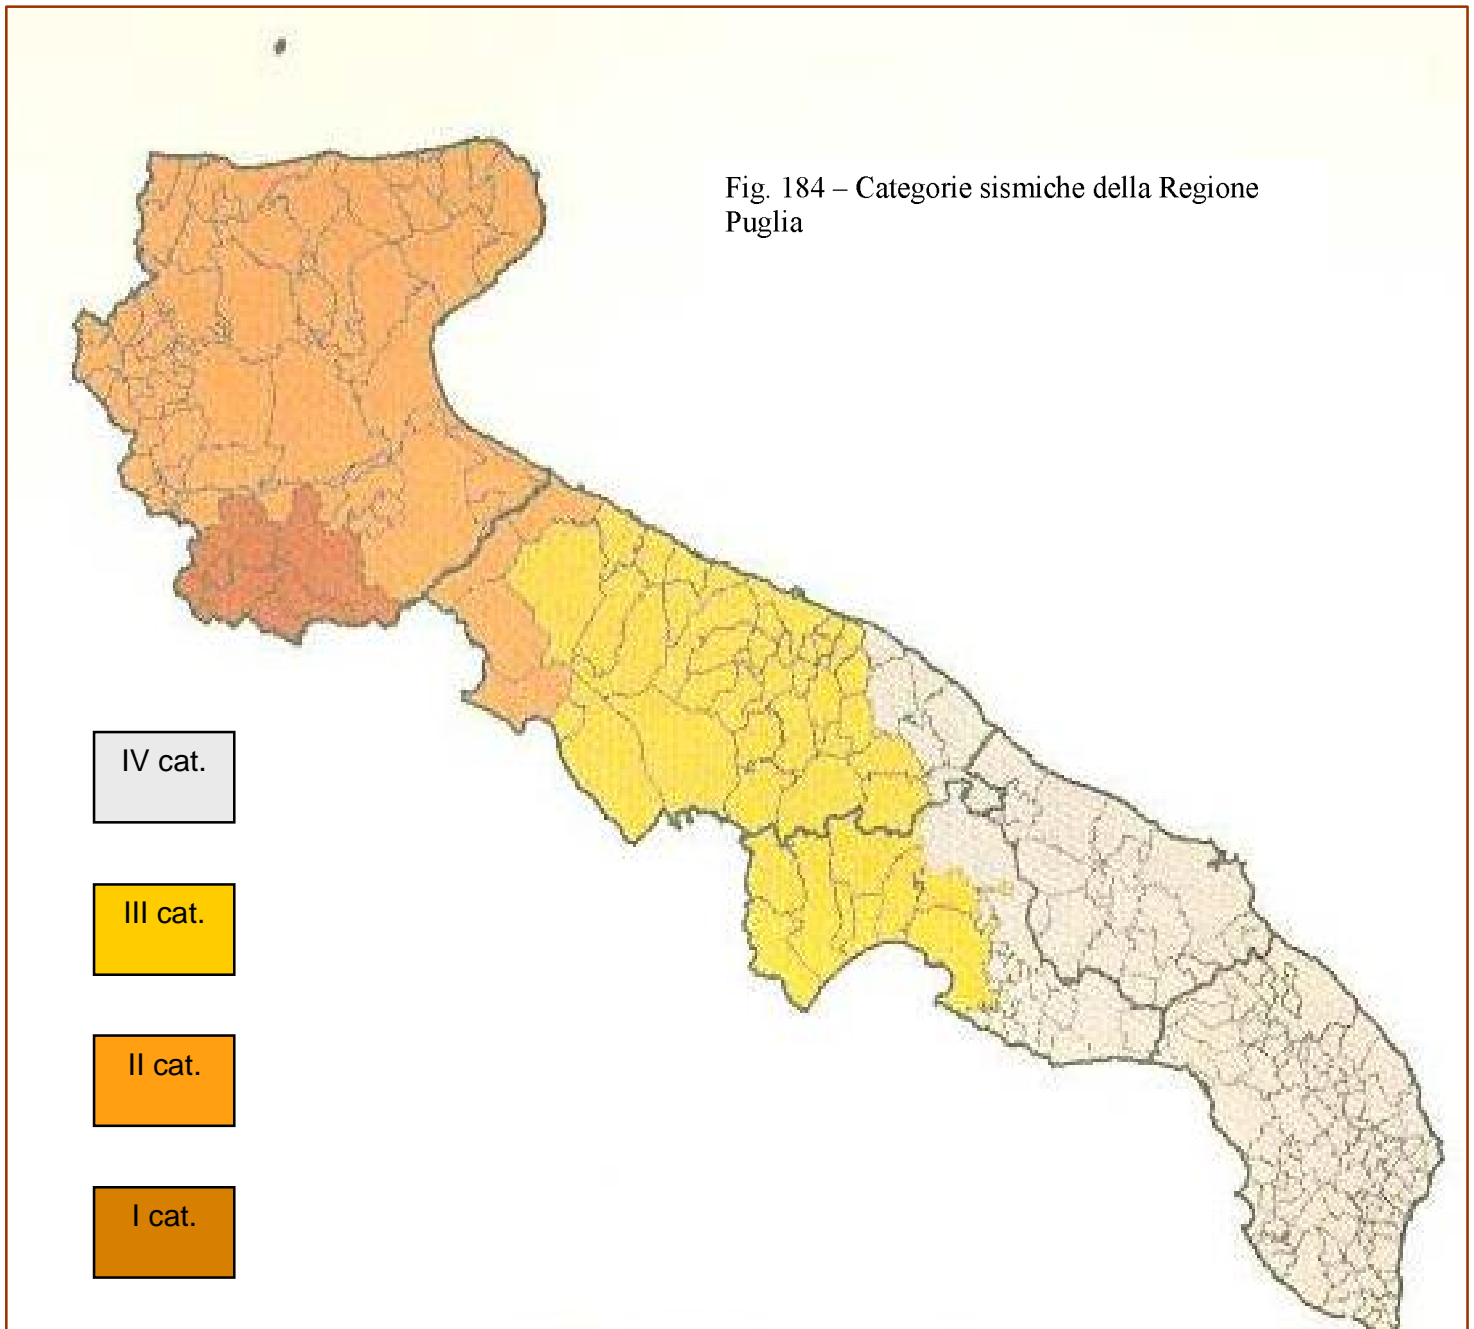 Fig. 184 – Categorie sismiche della Regione
Puglia
IV cat.
III cat.
II cat.
I cat.